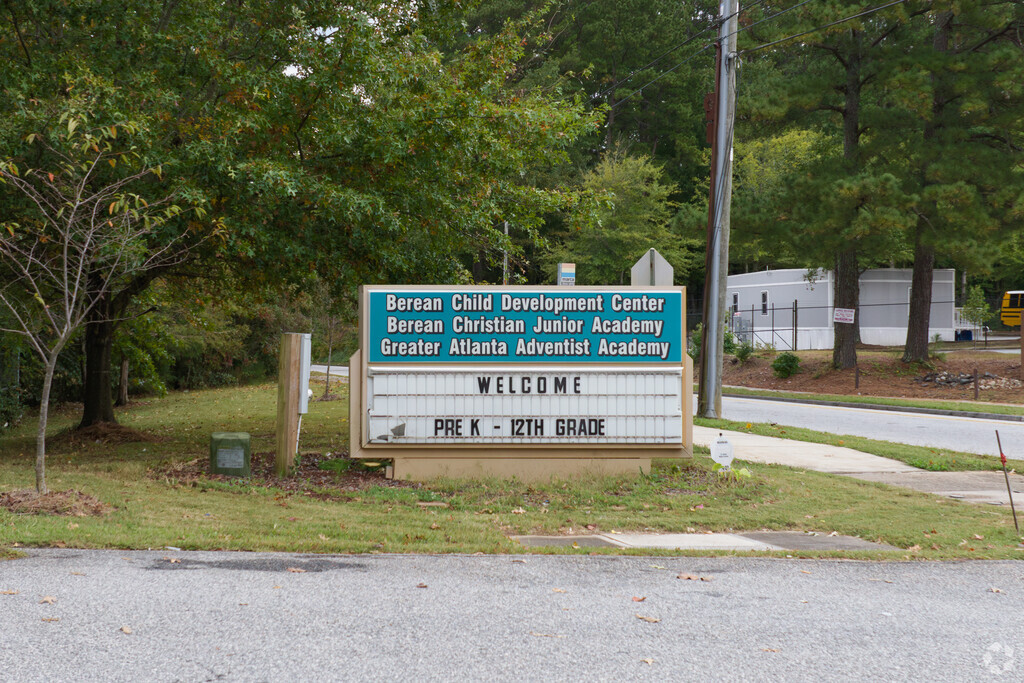 Berean Child Development Center
Berean Christian Junior Academy
Greater Atlanta Adventist Academy
WELCOME
PRE K - 12TH GRADE